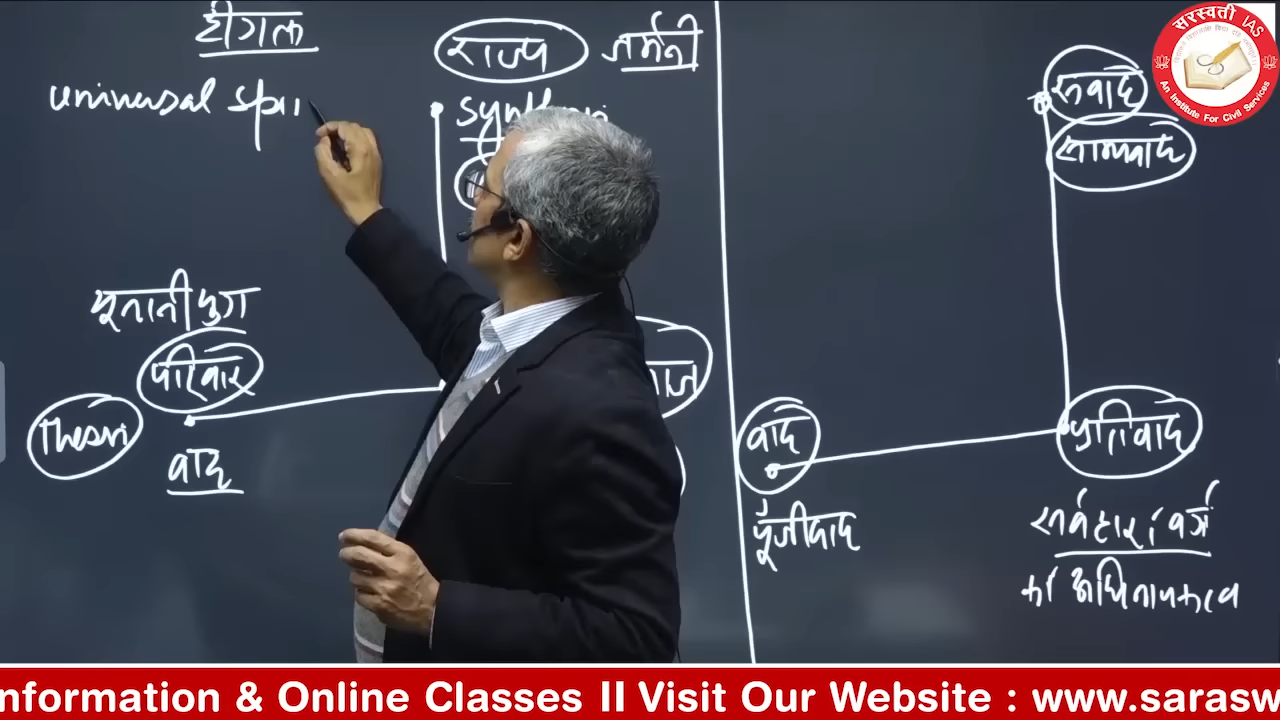 हीगल
universal spi
राज्य जर्मनी
यूनानी युग
परिवार
वाद
संवाद
साम्यवाद
वाद
प्रतिवाद
पूँजीवाद
सर्वहारा वर्ग
का अधिनायकत्व
सरस्वती IAS
An Institute For Civil Services
nformation & Online Classes II Visit Our Website : www.sarasw